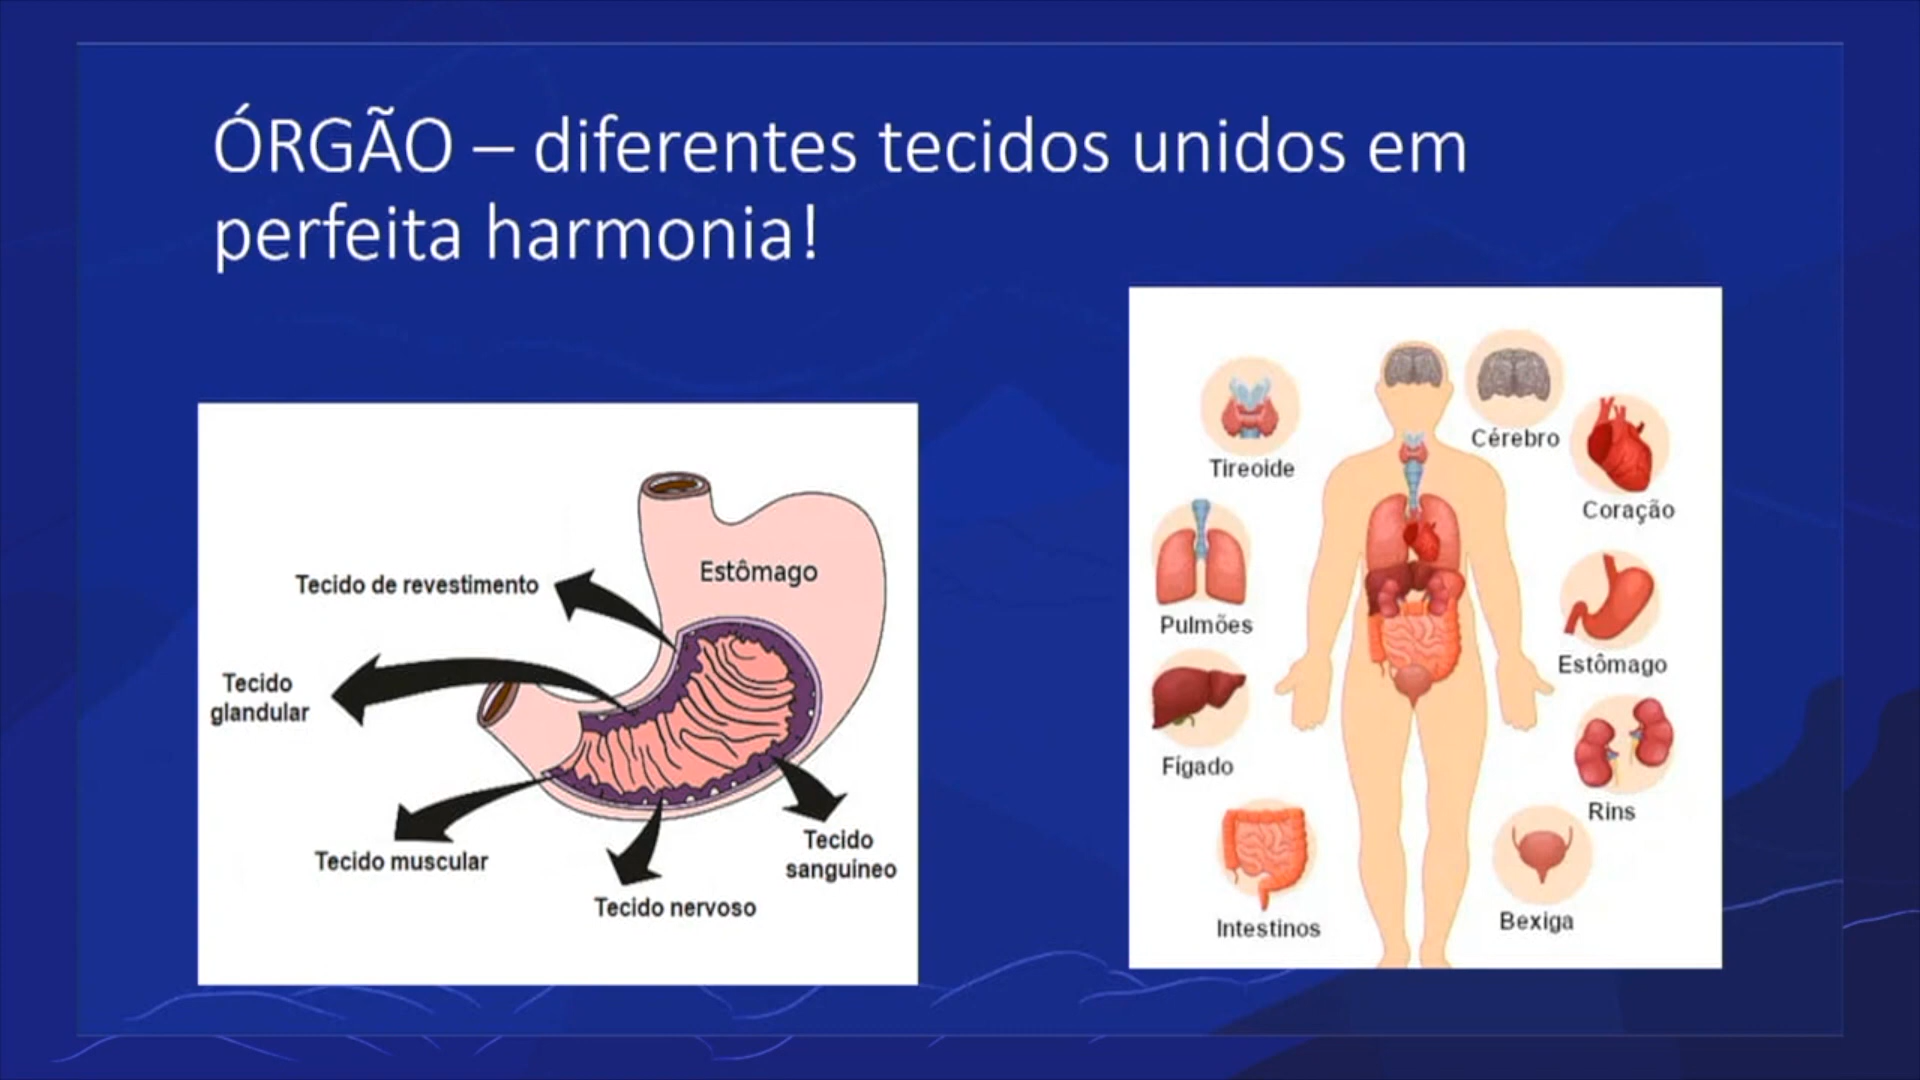 ÓRGÃO – diferentes tecidos unidos em
perfeita harmonia!
Estômago
Tecido de revestimento
Tecido
glandular
Tecido muscular
Tecido nervoso
Tecido
sanguineo
Tireoide
Cérebro
Coração
Pulmões
Estômago
Fígado
Rins
Intestinos
Bexiga